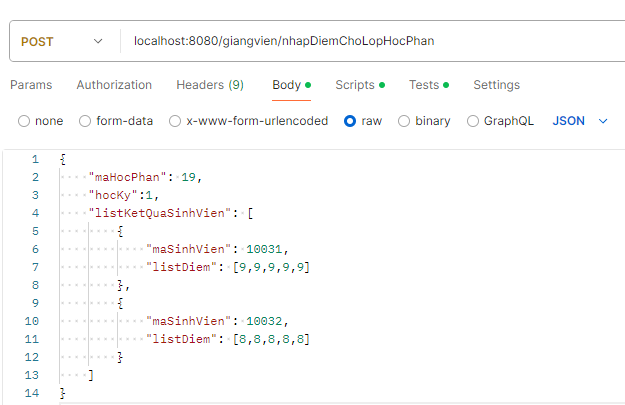 POST localhost:8080/giangvien/nhapDiemChoLopHocPhan
Params Authorization Headers (9) Body Scripts Tests Settings
none form-data x-www-form-urlencoded raw binary GraphQL JSON
1 {
2 "maHocPhan": 19,
3 "hocKy":1,
4 "listKetQuaSinhVien": [
5 {
6 "maSinhVien": 10031,
7 "listDiem": [9,9,9,9,9]
8 },
9 {
10 "maSinhVien": 10032,
11 "listDiem": [8,8,8,8,8]
12 }
13 ]
14 }